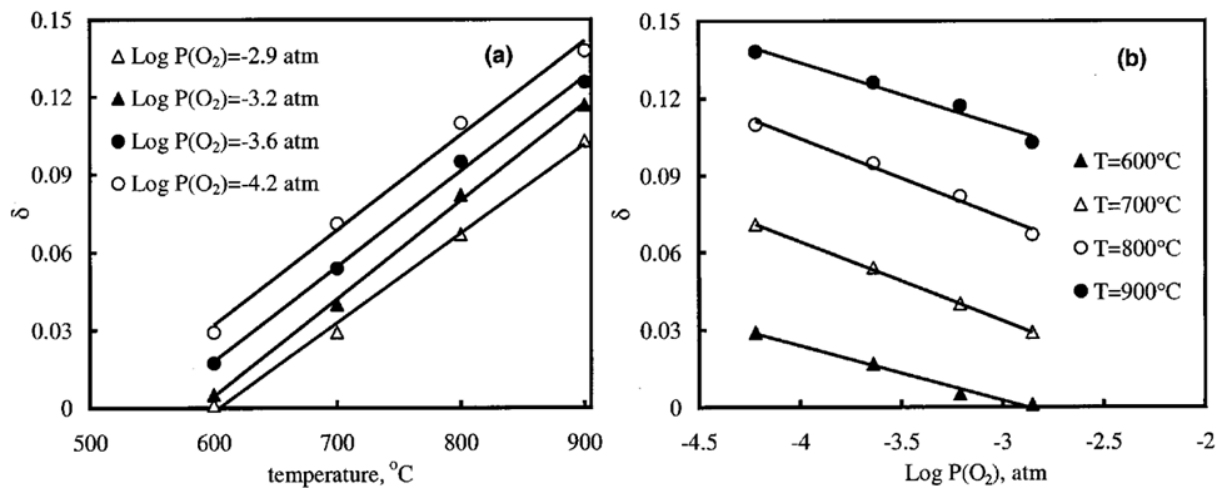 0.15
0.12
0.09
0.06
0.03
0
δ
500
600
700
800
900
temperature, °C
(a)
Log P(O₂)=-2.9 atm
Log P(O₂)=-3.2 atm
Log P(O₂)=-3.6 atm
Log P(O₂)=-4.2 atm
0.15
0.12
0.09
0.06
0.03
0
δ
-4.5
-4
-3.5
-3
-2.5
-2
Log P(O₂), atm
(b)
T=600°C
T=700°C
T=800°C
T=900°C